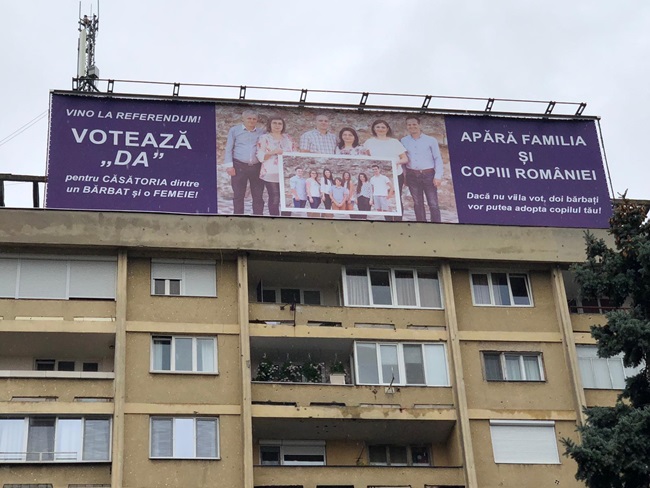 VINO LA REFERENDUM!
VOTEAZĂ
„DA”
pentru CĂSĂTORIA dintre
un BĂRBAT și o FEMEIE!
APĂRĂ FAMILIA
ȘI
COPIII ROMÂNIEI
Dacă nu vii la vot, doi bărbați
vor putea adopta copilul tău!